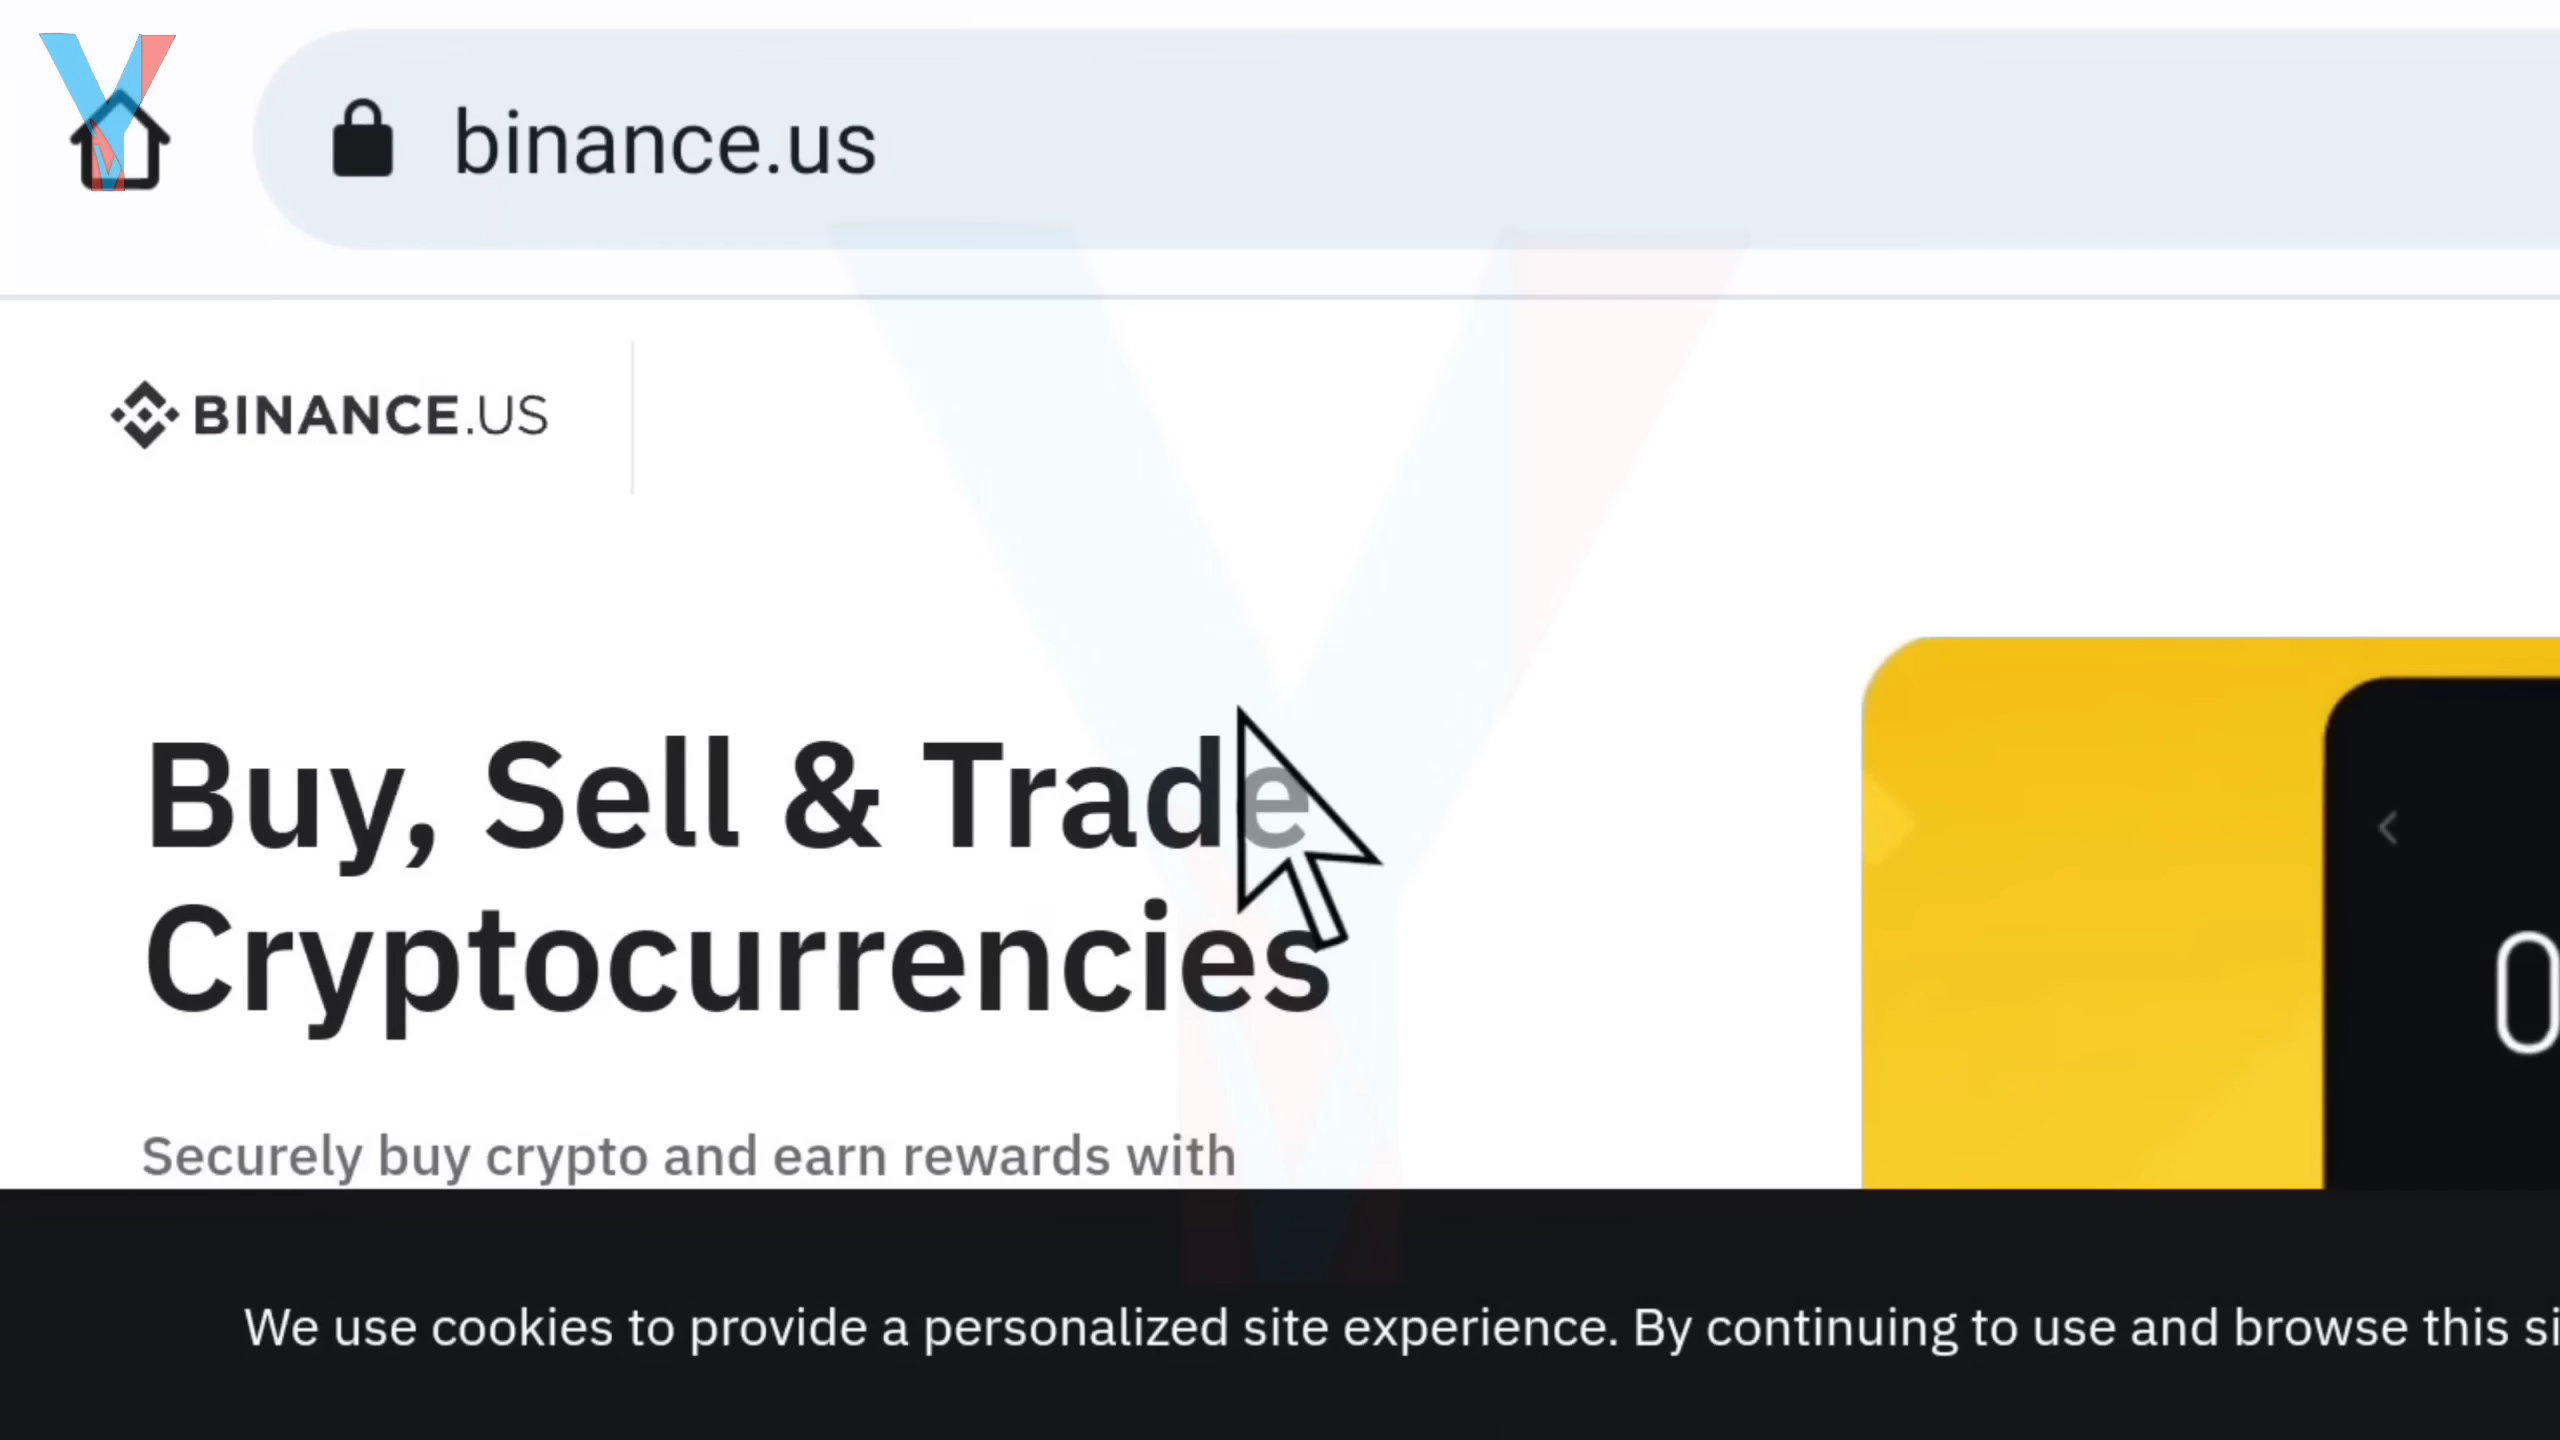 binance.us
BINANCE.US
Buy, Sell & Trade
Cryptocurrencies
Securely buy crypto and earn rewards with
We use cookies to provide a personalized site experience. By continuing to use and browse this si
0